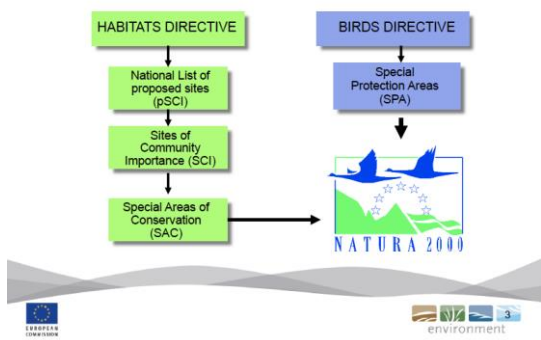 HABITATS DIRECTIVE
National List of
proposed sites
(pSCI)
Sites of
Community
Importance (SCI)
Special Areas of
Conservation
(SAC)
BIRDS DIRECTIVE
Special
Protection Areas
(SPA)
NATURA 2000
EUROPEAN
COMMISSION
3
environment